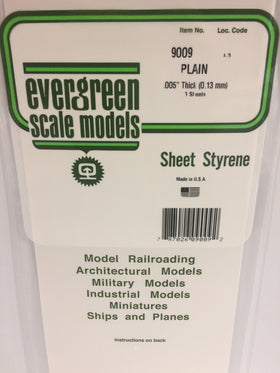 Item No. Loc. Code
9009
PLAIN
.005" Thick (0.13 mm)
Sheets
evergreen
scale models
Sheet Styrene
Made in U.S.A
Model Railroading
Architectural Models
Military Models
Industrial Models
Miniatures
Ships and Planes
Instructions on back